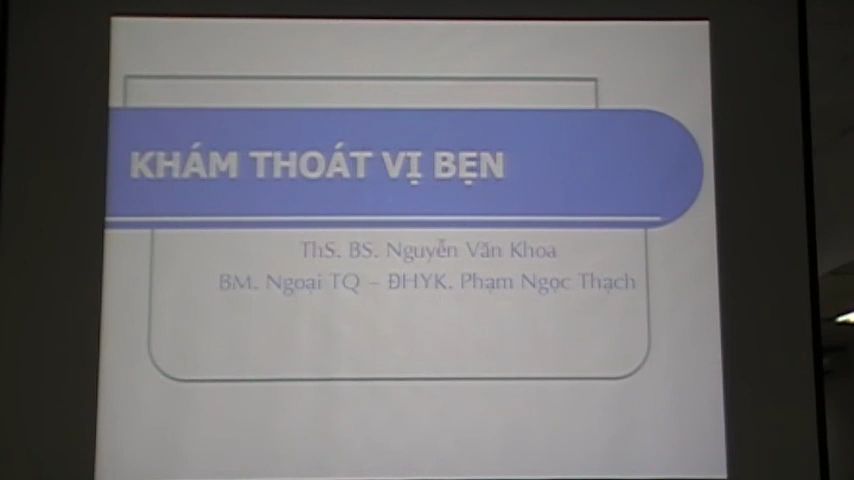 KHÁM THOÁT VỊ BẸN
ThS. BS. Nguyễn Văn Khoa
BM. Ngoại TQ – ĐHYK. Phạm Ngọc Thạch